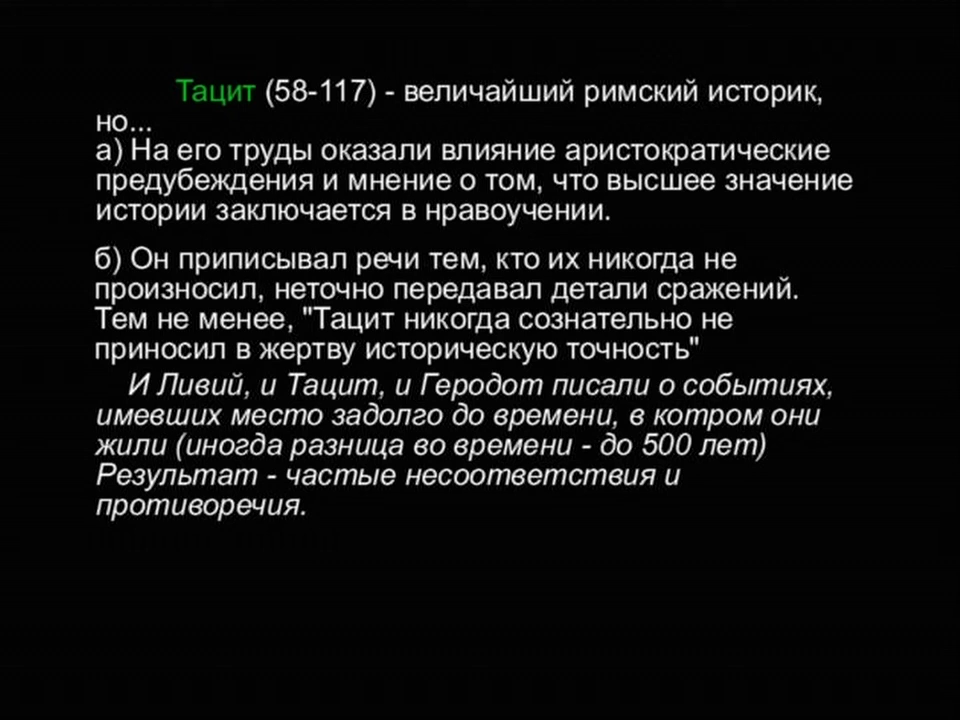 Тацит (58-117) - величайший римский историк,
но...
а) На его труды оказали влияние аристократические
предубеждения и мнение о том, что высшее значение
истории заключается в нравоучении.
б) Он приписывал речи тем, кто их никогда не
произносил, неточно передавал детали сражений.
Тем не менее, "Тацит никогда сознательно не
приносил в жертву историческую точность"
И Ливий, и Тацит, и Геродот писали о событиях,
имевших место задолго до времени, в котром они
жили (иногда разница во времени - до 500 лет)
Результат - частые несоответствия и
противоречия.